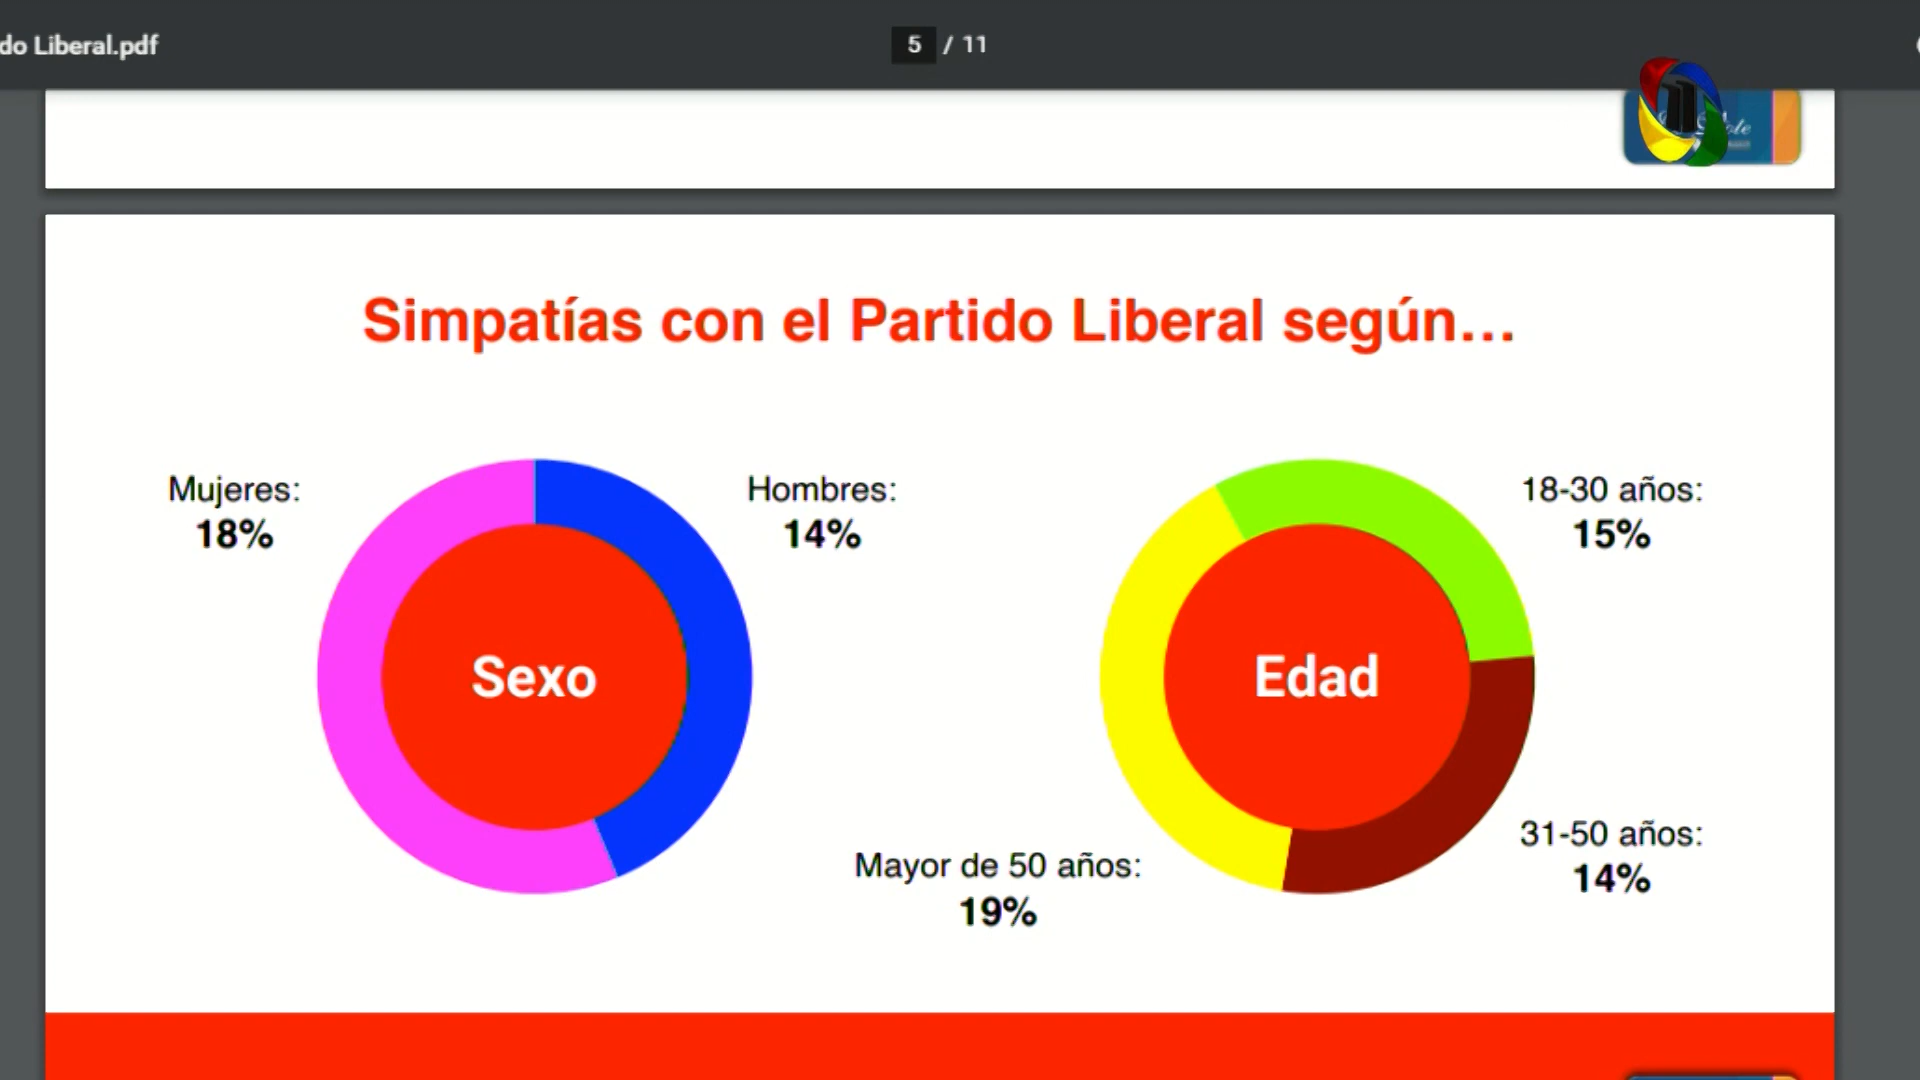 do Liberal.pdf
5 / 11
ote
Simpatías con el Partido Liberal según...
Mujeres:
18%
Hombres:
14%
Sexo
18-30 años:
15%
Edad
31-50 años:
14%
Mayor de 50 años:
19%